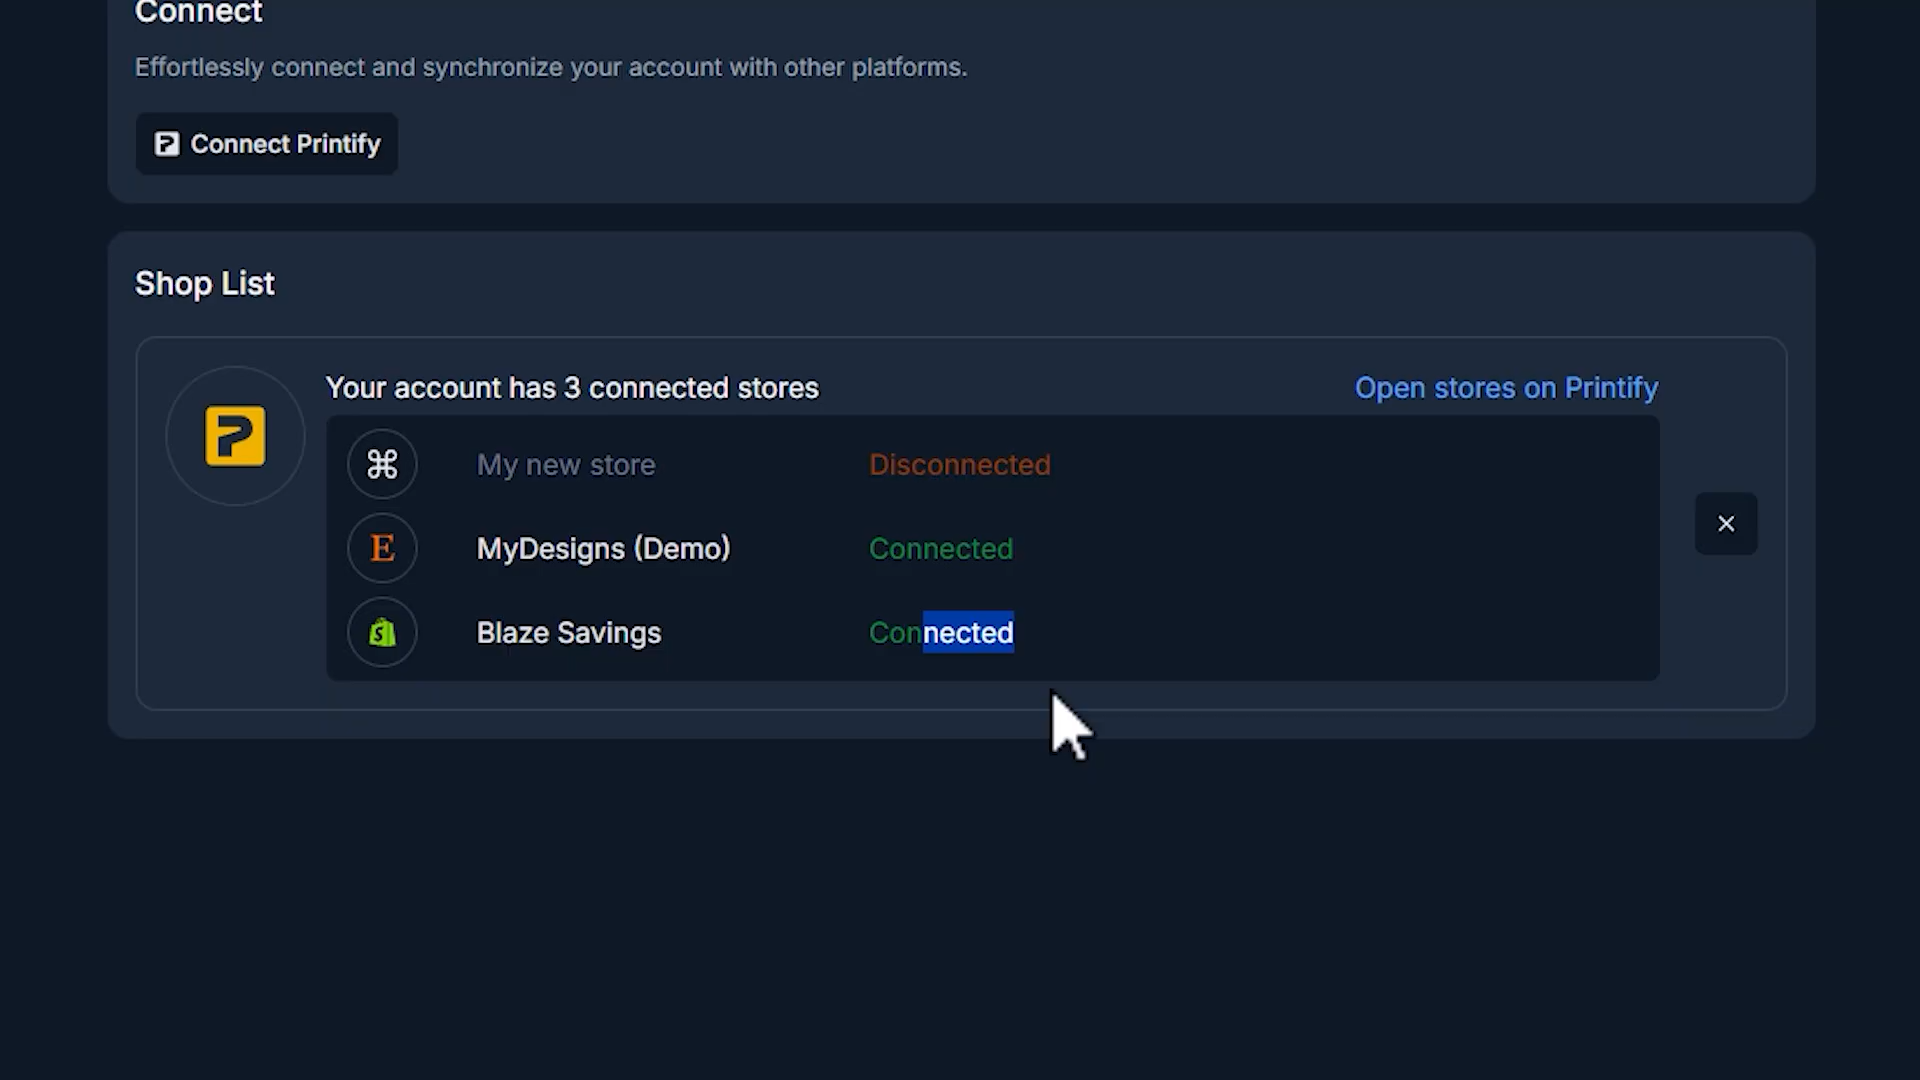 Connect
Effortlessly connect and synchronize your account with other platforms.
Connect Printify
Shop List
Your account has 3 connected stores
Open stores on Printify
My new store Disconnected
MyDesigns (Demo) Connected
Blaze Savings Connected